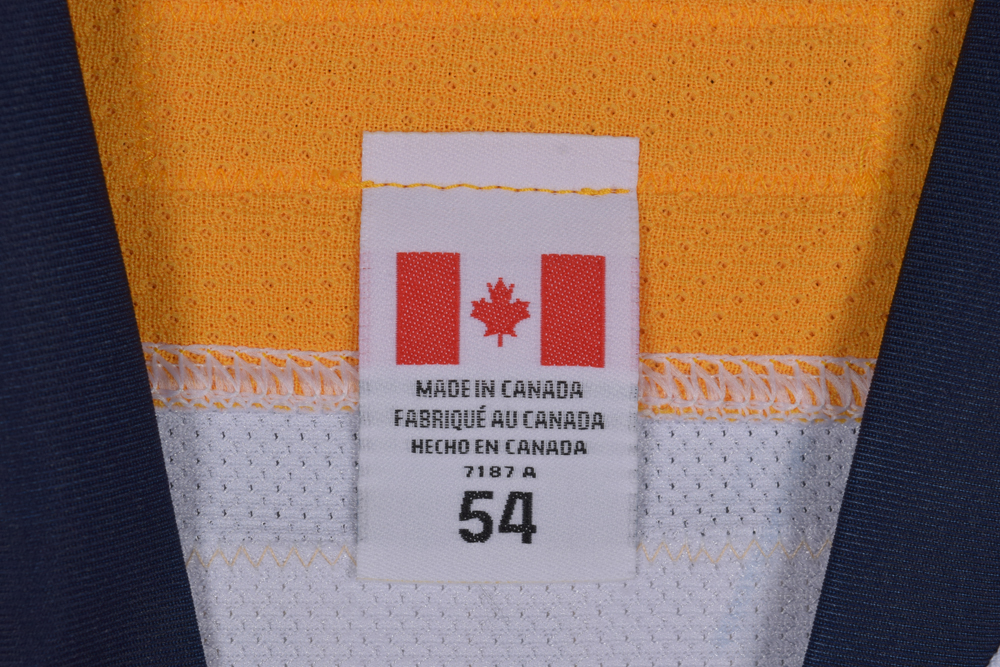 MADE IN CANADA
FABRIQUÉ AU CANADA
HECHO EN CANADA
7187 A
54